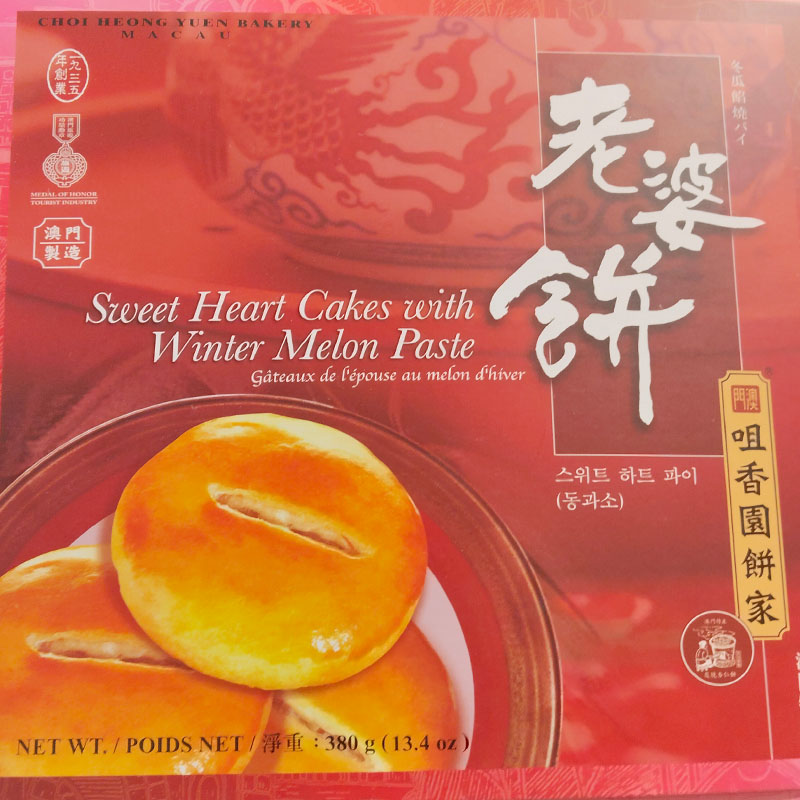 CHOI HEONG YUEN BAKERY
MACAU
一九三五
年創業
MEDAL OF HONOR
TOURIST INDUSTRY
澳門
製造
冬瓜餡焼パイ
老婆餅
Sweet Heart Cakes with
Winter Melon Paste
Gâteaux de l'épouse au melon d'hiver
스위트 하트 파이
(동과소)
澳門
咀香園餅家
NET WT. / POIDS NET / 淨重：380 g (13.4 oz)